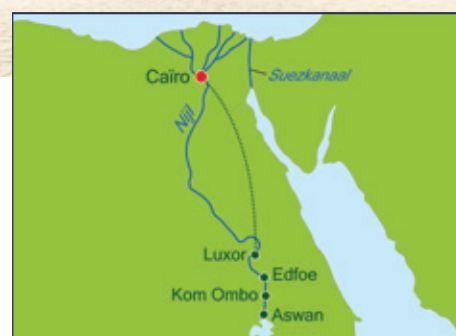 Caïro
Suezkanaal
Nijl
Luxor
Edfoe
Kom Ombo
Aswan